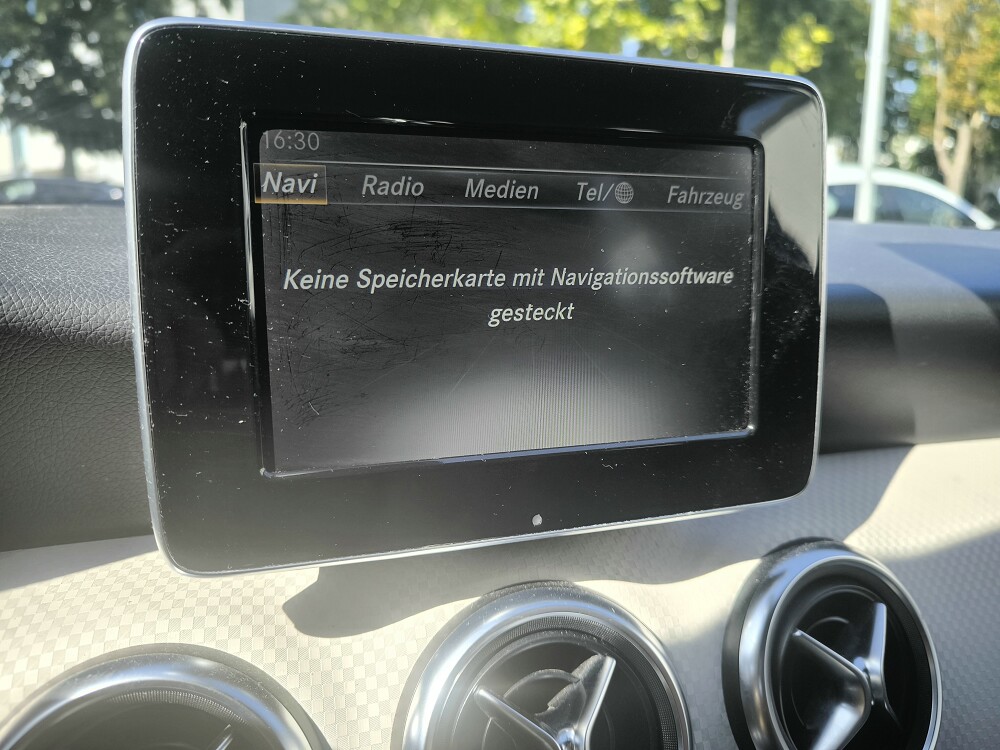 16:30
Navi Radio Medien Tel/ Fahrzeug
Keine Speicherkarte mit Navigationssoftware
gesteckt